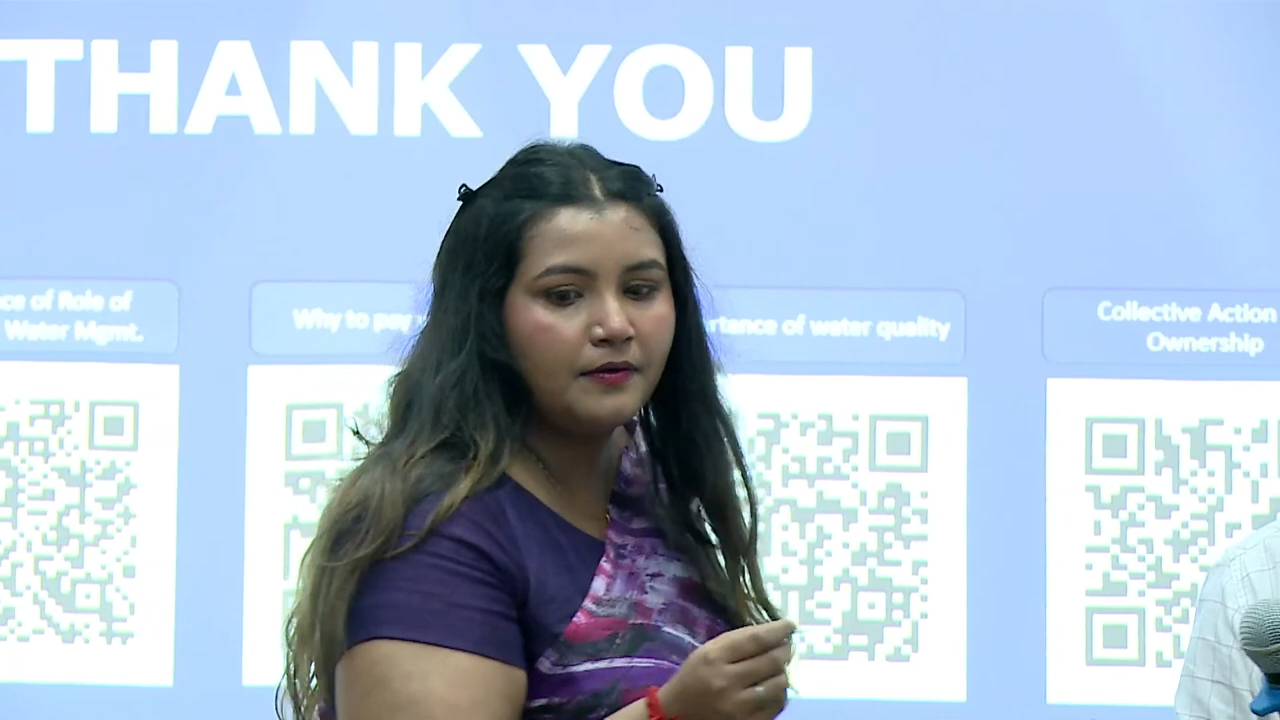 THANK YOU
ce of Role of
Water Mgmt.
Why to pay
rtance of water quality
Collective Action
Ownership